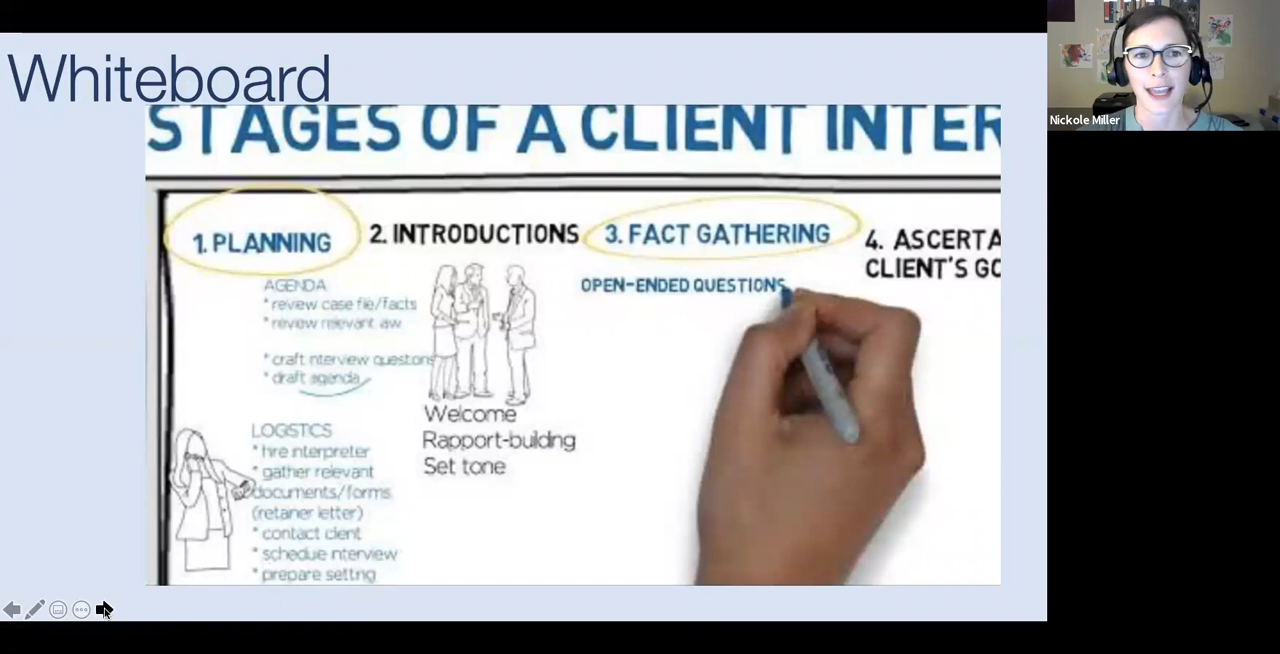 Whiteboard
STAGES OF A CLIENT INTER
1. PLANNING
AGENDA
* review case file/facts
* review relevant law
* craft interview questions
* draft agenda
LOGISTICS
* hire interpreter
* gather relevant
documents/forms
(retainer letter)
* contact client
* schedule interview
* prepare setting
2. INTRODUCTIONS
Welcome
Rapport-building
Set tone
3. FACT GATHERING
OPEN-ENDED QUESTIONS
4. ASCERTA
CLIENT'S GO
Nickole Miller